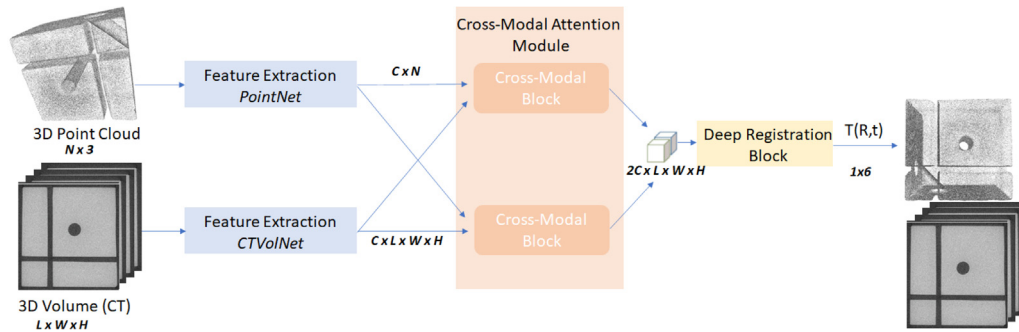 Cross-Modal Attention
Module
Feature Extraction
PointNet
C x N
Cross-Modal
Block
3D Point Cloud
N x 3
Deep Registration
Block
T(R,t)
1x6
2C x L x W x H
Feature Extraction
CTVolNet
C x L x W x H
Cross-Modal
Block
3D Volume (CT)
L x W x H